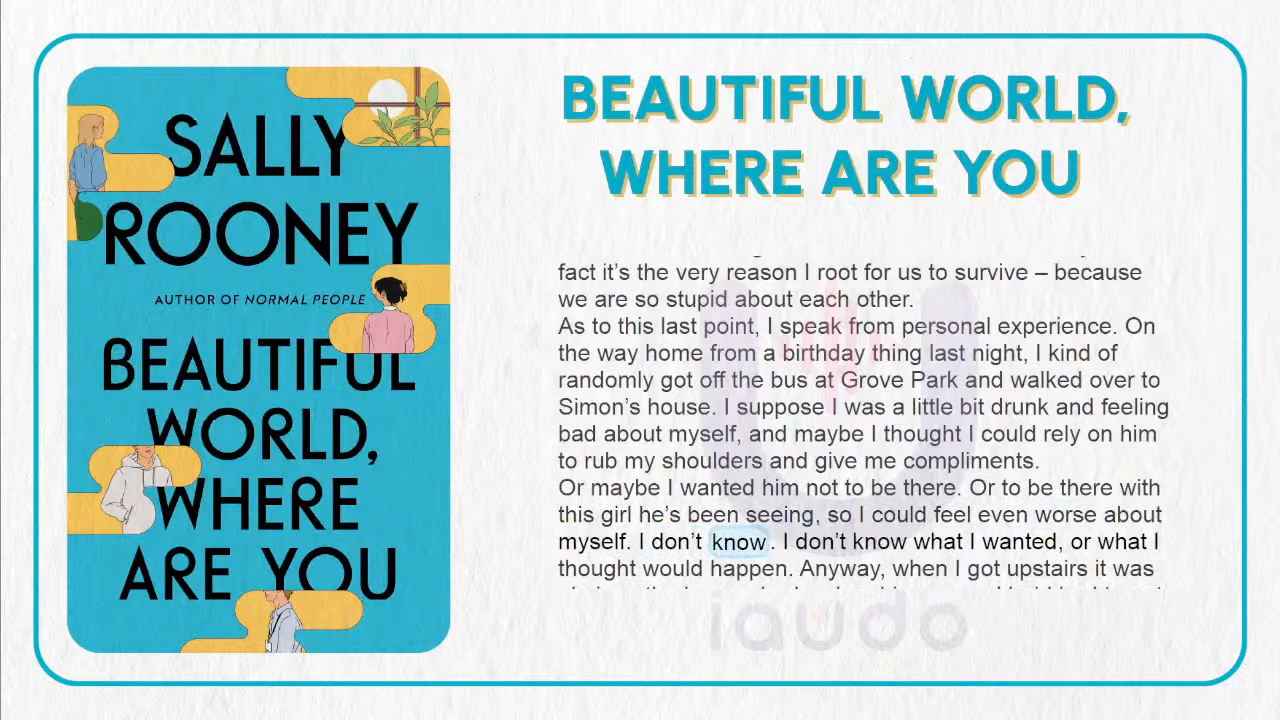 SALLY
ROONEY
AUTHOR OF NORMAL PEOPLE
BEAUTIFUL
WORLD,
WHERE
ARE YOU
BEAUTIFUL WORLD,
WHERE ARE YOU
fact it’s the very reason I root for us to survive – because
we are so stupid about each other.
As to this last point, I speak from personal experience. On
the way home from a birthday thing last night, I kind of
randomly got off the bus at Grove Park and walked over to
Simon’s house. I suppose I was a little bit drunk and feeling
bad about myself, and maybe I thought I could rely on him
to rub my shoulders and give me compliments.
Or maybe I wanted him not to be there. Or to be there with
this girl he’s been seeing, so I could feel even worse about
myself. I don’t know. I don’t know what I wanted, or what I
thought would happen. Anyway, when I got upstairs it was
iaudo